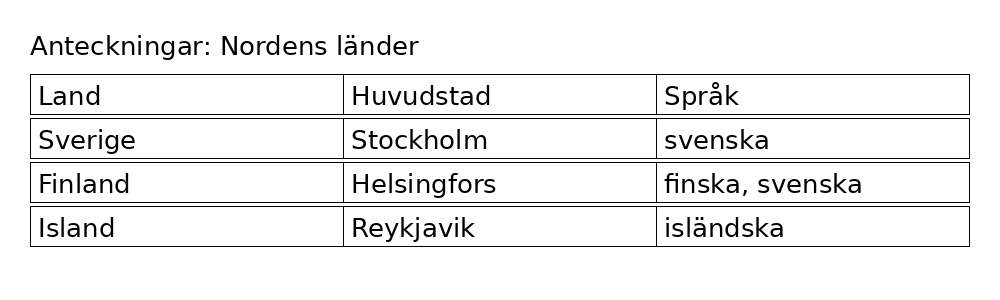 Anteckningar: Nordens länder
Land Huvudstad Språk
Sverige Stockholm svenska
Finland Helsingfors finska, svenska
Island Reykjavik isländska